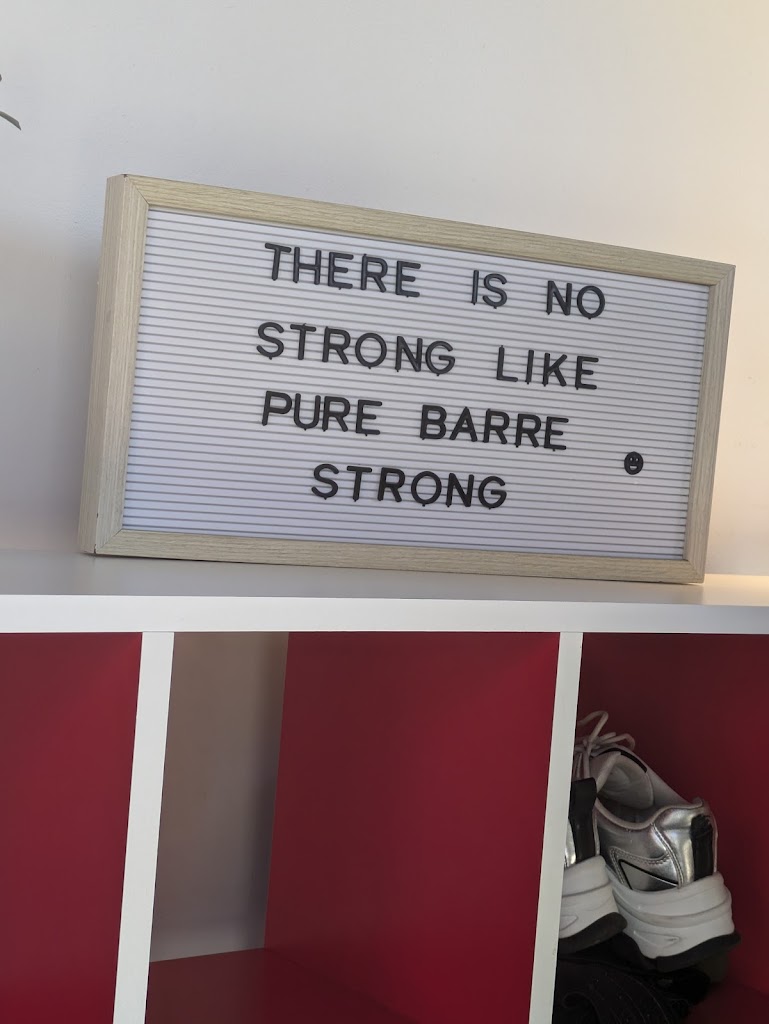 THERE IS NO
STRONG LIKE
PURE BARRE
STRONG